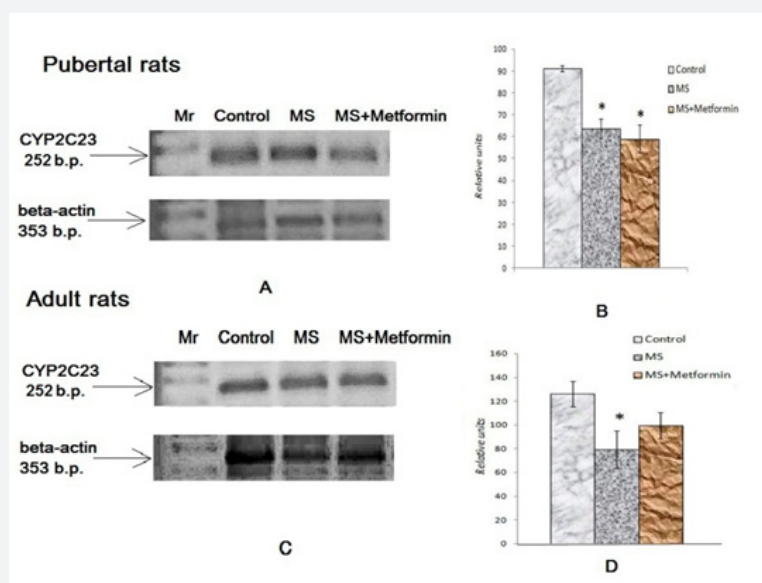 Pubertal rats
Mr Control MS MS+Metformin
CYP2C23
252 b.p.
beta-actin
353 b.p.
A
100
90
80
70
60
50
40
30
20
10
0
Relative units
* *
Control
MS
MS+Metformin
B
Adult rats
Mr Control MS MS+Metformin
CYP2C23
252 b.p.
beta-actin
353 b.p.
C
160
140
120
100
80
60
40
20
0
Relative units
*
Control
MS
MS+Metformin
D